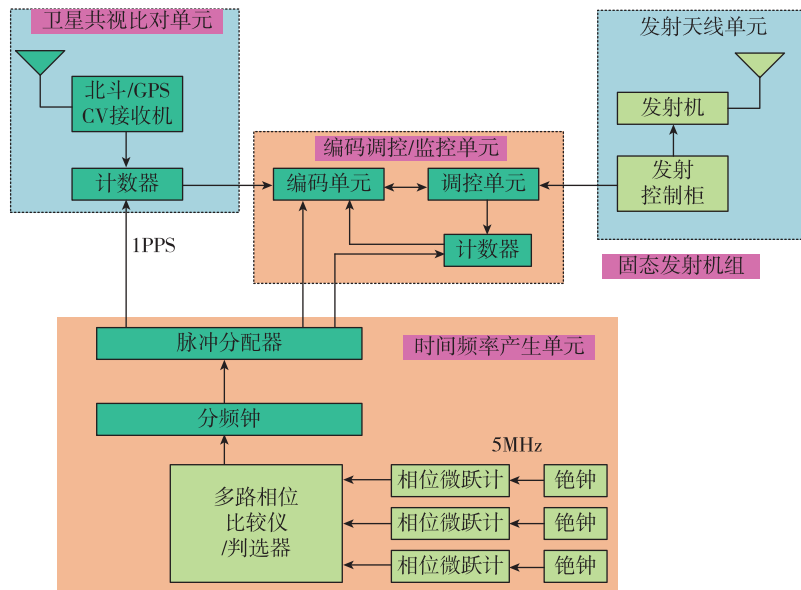 卫星共视比对单元
北斗/GPS
CV接收机
计数器
1PPS
编码调控/监控单元
编码单元
调控单元
计数器
发射天线单元
发射机
发射
控制柜
固态发射机组
脉冲分配器
时间频率产生单元
分频钟
5MHz
多路相位
比较仪
/判选器
相位微跃计
铯钟
相位微跃计
铯钟
相位微跃计
铯钟